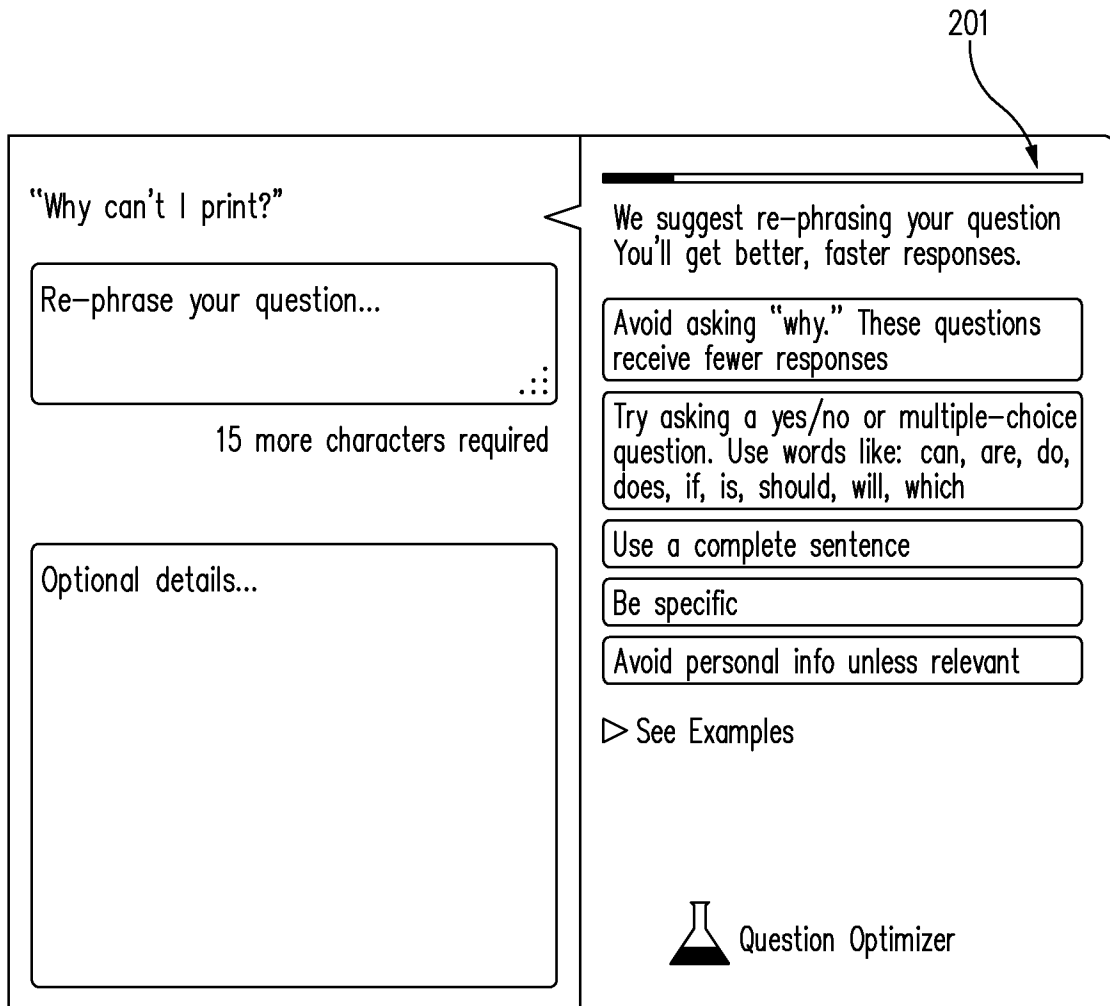 201
“Why can't I print?”
Re-phrase your question...
15 more characters required
Optional details...
We suggest re-phrasing your question
You'll get better, faster responses.
Avoid asking “why.” These questions
receive fewer responses
Try asking a yes/no or multiple-choice
question. Use words like: can, are, do,
does, if, is, should, will, which
Use a complete sentence
Be specific
Avoid personal info unless relevant
See Examples
Question Optimizer